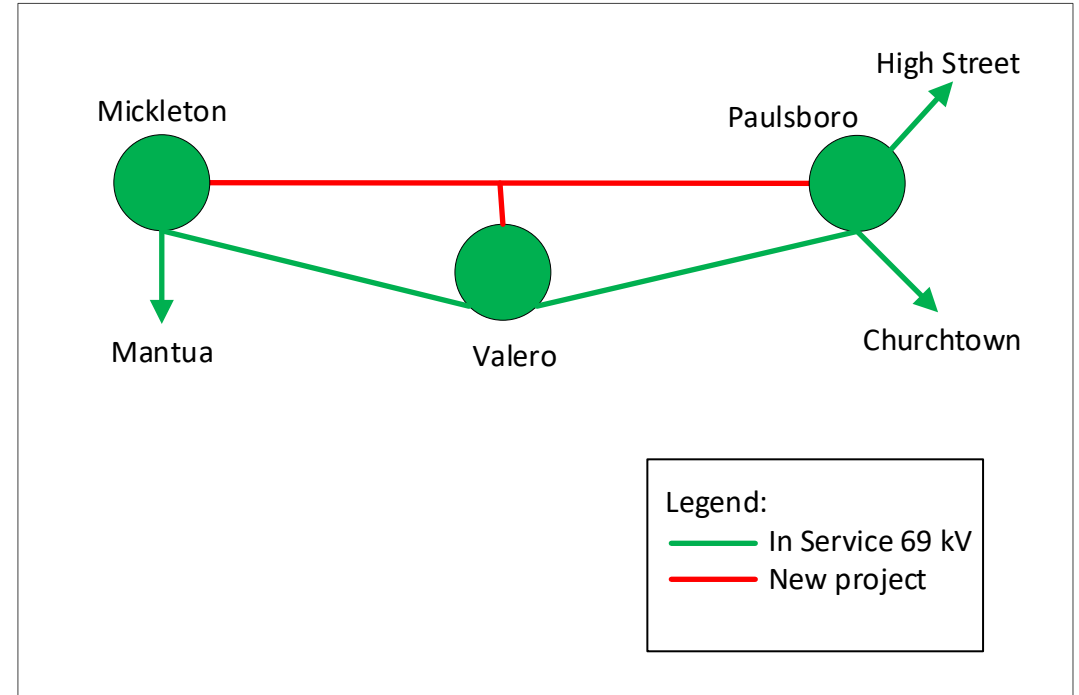 High Street
Mickleton
Paulsboro
Mantua
Valero
Churchtown
Legend:
In Service 69 kV
New project